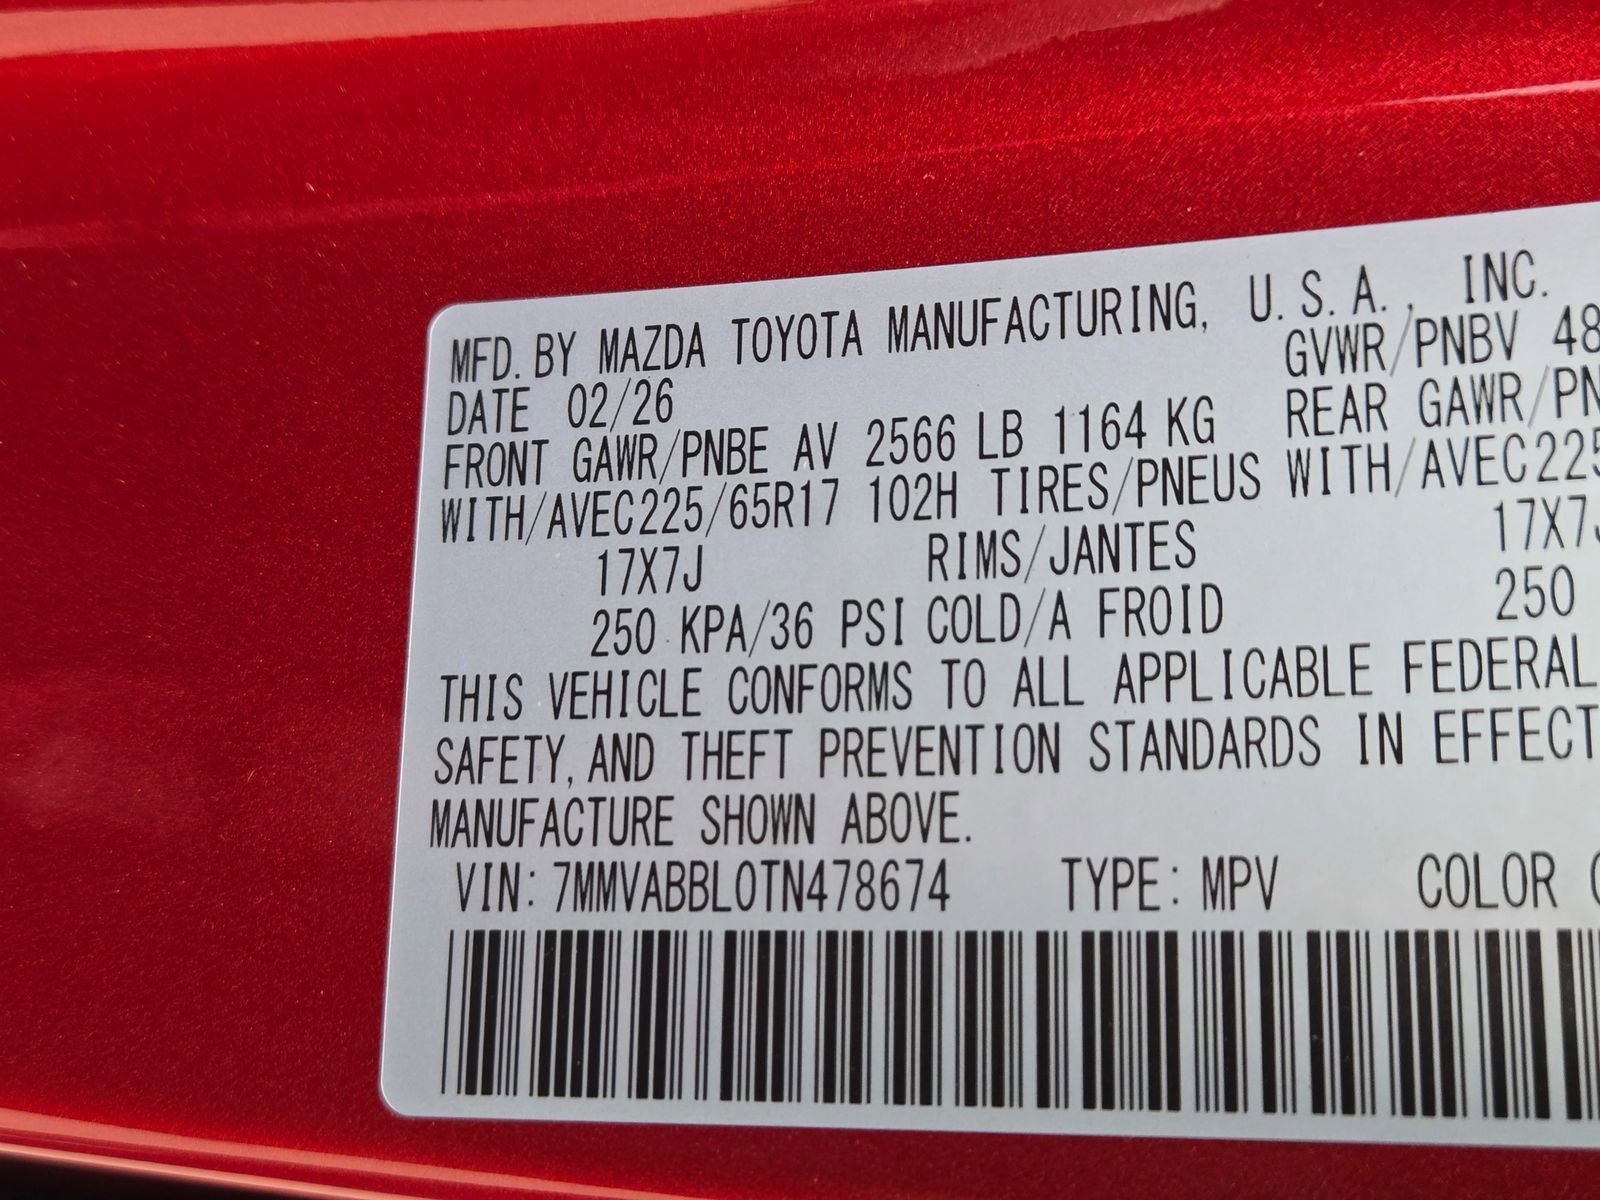 MFD. BY MAZDA TOYOTA MANUFACTURING, U.S.A., INC.
DATE 02/26 GVWR/PNBV 48
FRONT GAWR/PNBE AV 2566 LB 1164 KG REAR GAWR/PN
WITH/AVEC225/65R17 102H TIRES/PNEUS WITH/AVEC225
17X7J RIMS/JANTES 17X7J
250 KPA/36 PSI COLD/A FROID 250
THIS VEHICLE CONFORMS TO ALL APPLICABLE FEDERAL
SAFETY, AND THEFT PREVENTION STANDARDS IN EFFECT
MANUFACTURE SHOWN ABOVE.
VIN: 7MMVABBL0TN478674 TYPE: MPV COLOR